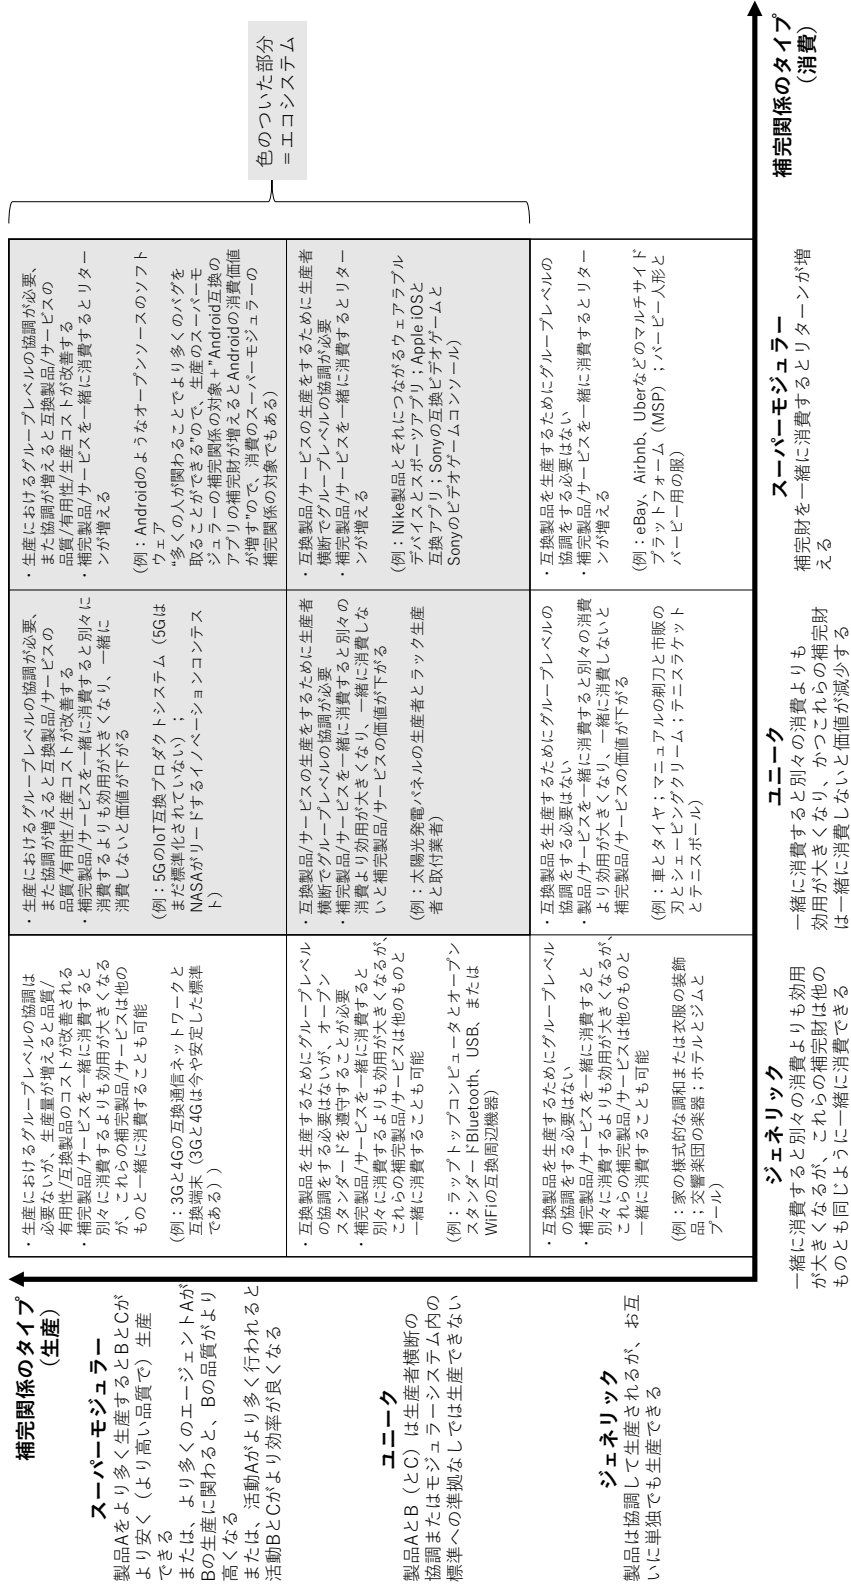 補完関係のタイプ
(生産)
スーパーモジュラー
製品Aをより多く生産するとBとCが
より安く（より高い品質で）生産
できる
または、より多くのエージェントAが
Bの生産に関わると、Bの品質がより
高くなる
または、活動Aがより多く行われると
活動BとCがより効率が良くなる
ユニーク
製品AとB（とC）は生産者横断の
協調またはモジュラーシステム内の
標準への準拠なしでは生産できない
ジェネリック
製品は協調して生産されるが、お互
いに単独でも生産できる
・生産におけるグループレベルの協調は
必要ないが、生産量が増えると品質/
有用性/互換製品のコストが改善される
・補完製品/サービスを一緒に消費すると
別々に消費するよりも効用が大きくなる
が、これらの補完製品/サービスは他の
ものと一緒に消費することも可能
（例：3Gと4Gの互換通信ネットワークと
互換端末（3Gと4Gは今や安定した標準
である））
・生産におけるグループレベルの協調が必要、
また協調が増えると互換製品/サービスの
品質/有用性/生産コストが改善する
・補完製品/サービスを一緒に消費すると別々に
消費するよりも効用が大きくなり、一緒に
消費しないと価値が下がる
（例：5GのIoT互換プロダクトシステム（5Gは
まだ標準化されていない）；
NASAがリードするイノベーションコンテス
ト）
・生産におけるグループレベルの協調が必要、
また協調が増えると互換製品/サービスの
品質/有用性/生産コストが改善する
・補完製品/サービスを一緒に消費するとリター
ンが増える
（例：Androidのようなオープンソースのソフト
ウェア
“多くの人が関わることでより多くのバグを
取ることができる”ので、生産のスーパーモ
ジュラーの補完関係の対象＋”Android互換の
アプリの補完財が増えるとAndroidの消費価値
が増す”ので、消費のスーパーモジュラーの
補完関係の対象でもある）
色のついた部分
＝エコシステム
・互換製品を生産するためにグループレベル
の協調をする必要はないが、オープン
スタンダードを遵守することが必要
・補完製品/サービスを一緒に消費すると
別々に消費するよりも効用が大きくなるが、
これらの補完製品/サービスは他のものと
一緒に消費することも可能
（例：ラップトップコンピュータとオープン
スタンダードBluetooth、USB、または
WiFiの互換周辺機器）
・互換製品/サービスの生産をするために生産者
横断でグループレベルの協調が必要
・補完製品/サービスを一緒に消費すると別々の
消費より効用が大きくなり、一緒に消費しな
いと補完製品/サービスの価値が下がる
（例：太陽光発電パネルの生産者とラック生産
者と取付業者）
・互換製品/サービスの生産をするために生産者
横断でグループレベルの協調が必要
・補完製品/サービスを一緒に消費するとリター
ンが増える
（例：Nike製品とそれにつながるウェアラブル
デバイスとスポーツアプリ；Apple iOSと
互換アプリ；Sonyの互換ビデオゲームと
Sonyのビデオゲームコンソール）
・互換製品を生産するためにグループレベル
の協調をする必要はない
・補完製品/サービスを一緒に消費すると
別々に消費するよりも効用が大きくなるが、
これらの補完製品/サービスは他のものと
一緒に消費することも可能
（例：家の様式的な調和または衣服の装飾
品；交響楽団の楽器；ホテルとジムと
プール）
・互換製品を生産するためにグループレベルの
協調をする必要はない
・製品/サービスを一緒に消費すると別々の消費
より効用が大きくなり、一緒に消費しないと
補完製品/サービスの価値が下がる
（例：車とタイヤ；マニュアルの剃刀と市販の
刃とシェービングクリーム；テニスラケット
とテニスボール）
・互換製品を生産するためにグループレベルの
協調をする必要はない
・補完製品/サービスを一緒に消費するとリター
ンが増える
（例：eBay、Airbnb、Uberなどのマルチサイド
プラットフォーム（MSP）；バービー人形と
バービー用の服）
ジェネリック
一緒に消費すると別々の消費よりも効用
が大きくなるが、これらの補完財は他の
ものとも同じように一緒に消費できる
ユニーク
一緒に消費すると別々の消費よりも
効用が大きくなり、かつこれらの補完財
は一緒に消費しないと価値が減少する
スーパーモジュラー
補完財を一緒に消費するとリターンが増
える
補完関係のタイプ
(消費)